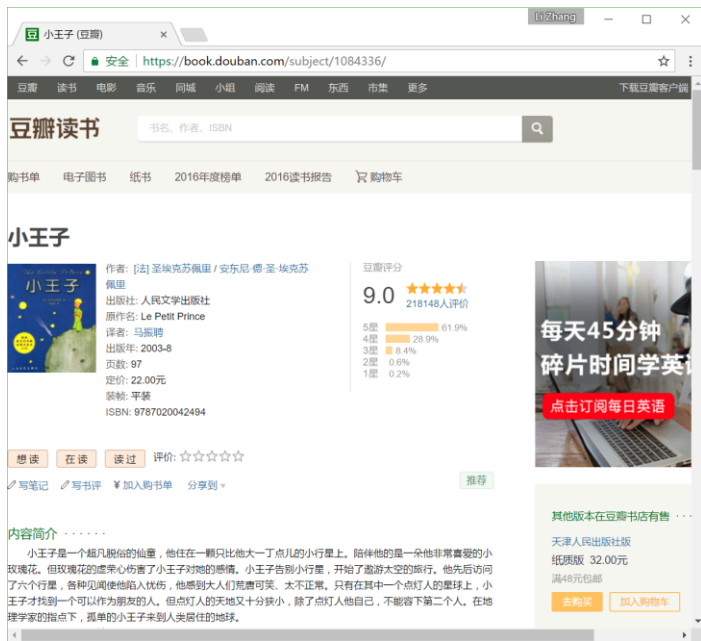 Li Zhang
小王子 (豆瓣)
安全 https://book.douban.com/subject/1084336/
豆瓣 读书 电影 音乐 同城 小组 阅读 FM 东西 市集 更多 下载豆瓣客户端
豆瓣读书
书名、作者、ISBN
购书单 电子图书 纸书 2016年度榜单 2016读书报告 购物车
小王子
The Little Prince
小王子
作者: [法] 圣埃克苏佩里 / 安东尼·德·圣·埃克苏
佩里
出版社: 人民文学出版社
原作名: Le Petit Prince
译者: 马振聘
出版年: 2003-8
页数: 97
定价: 22.00元
装帧: 平装
ISBN: 9787020042494
豆瓣评分
9.0
218148人评价
5星 61.9%
4星 28.9%
3星 8.4%
2星 0.6%
1星 0.2%
每天45分钟
碎片时间学英语
点击订阅每日英语
想读 在读 读过 评价:
写笔记 写书评 ¥加入购书单 分享到
推荐
内容简介 · · · · · ·
小王子是一个超凡脱俗的仙童，他住在一颗只比他大一丁点儿的小行星上。陪伴他的是一朵他非常喜爱的小
玫瑰花。但玫瑰花的虚荣心伤害了小王子对她的感情。小王子告别小行星，开始了遨游太空的旅行。他先后访问
了六个行星，各种见闻使他陷入忧伤，他感到大人们荒唐可笑、太不正常。只有在其中一个点灯人的星球上，小
王子才找到一个可以作为朋友的人。但点灯人的天地又十分狭小，除了点灯人他自己，不能容下第二个人。在地
理学家的指点下，孤单的小王子来到人类居住的地球。
其他版本在豆瓣书店有售 · · ·
天津人民出版社版
纸质版 32.00元
满48元包邮
去购买 加入购物车